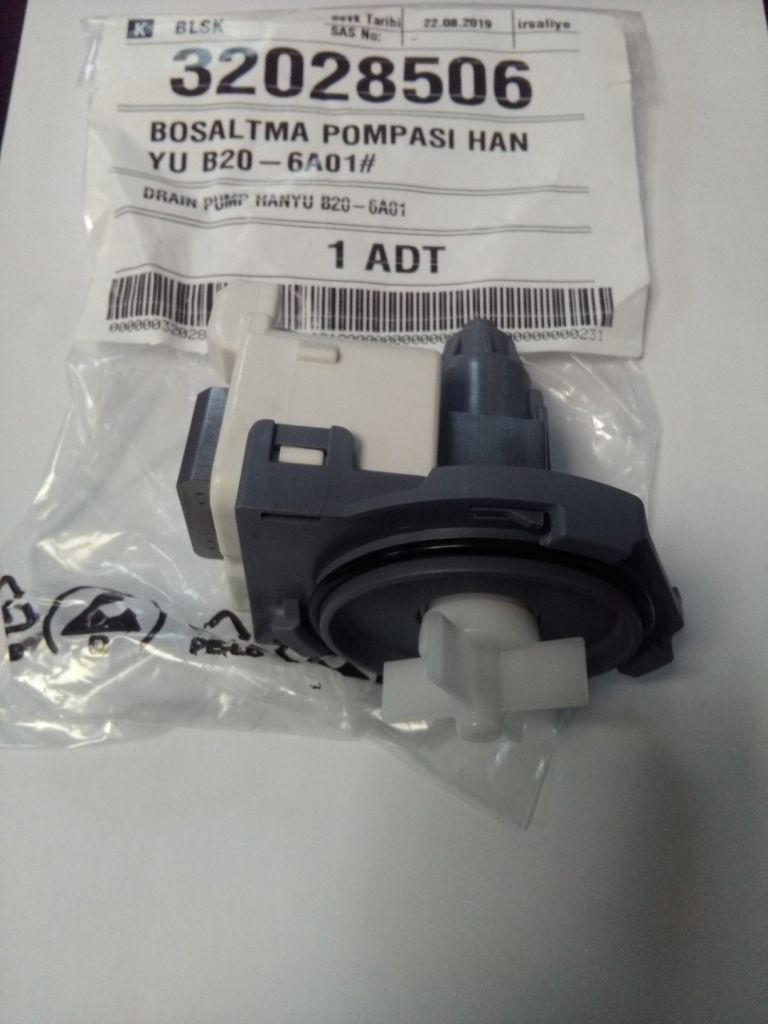 K BLSK Sevk Tarihi 22.08.2019 irsaliye
SAS No:
32028506
BOSALTMA POMPASI HAN
YU B20-6A01#
DRAIN PUMP HANYU B20-6A01
1 ADT